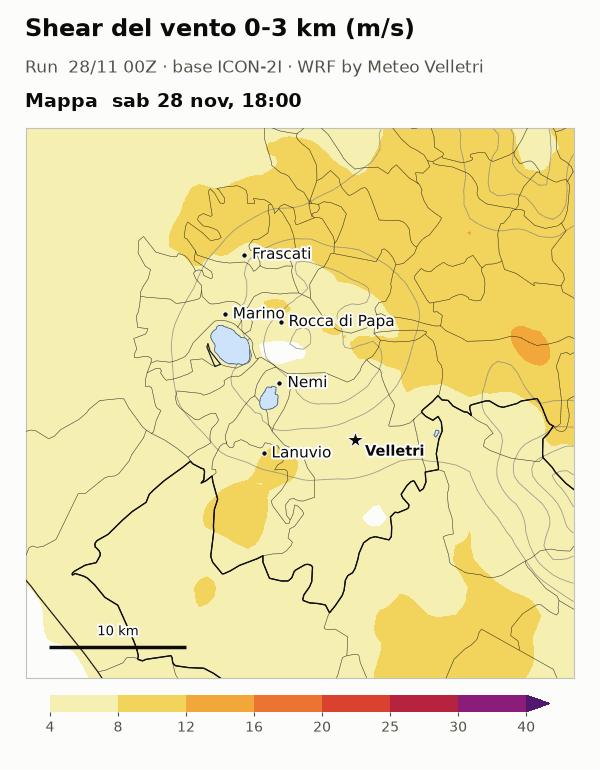 Shear del vento 0-3 km (m/s)
Run  28/11 00Z · base ICON-2I · WRF by Meteo Velletri
Mappa  sab 28 nov, 18:00
Frascati
Marino
Rocca di Papa
Nemi
Velletri
Lanuvio
10 km
4 8 12 16 20 25 30 40